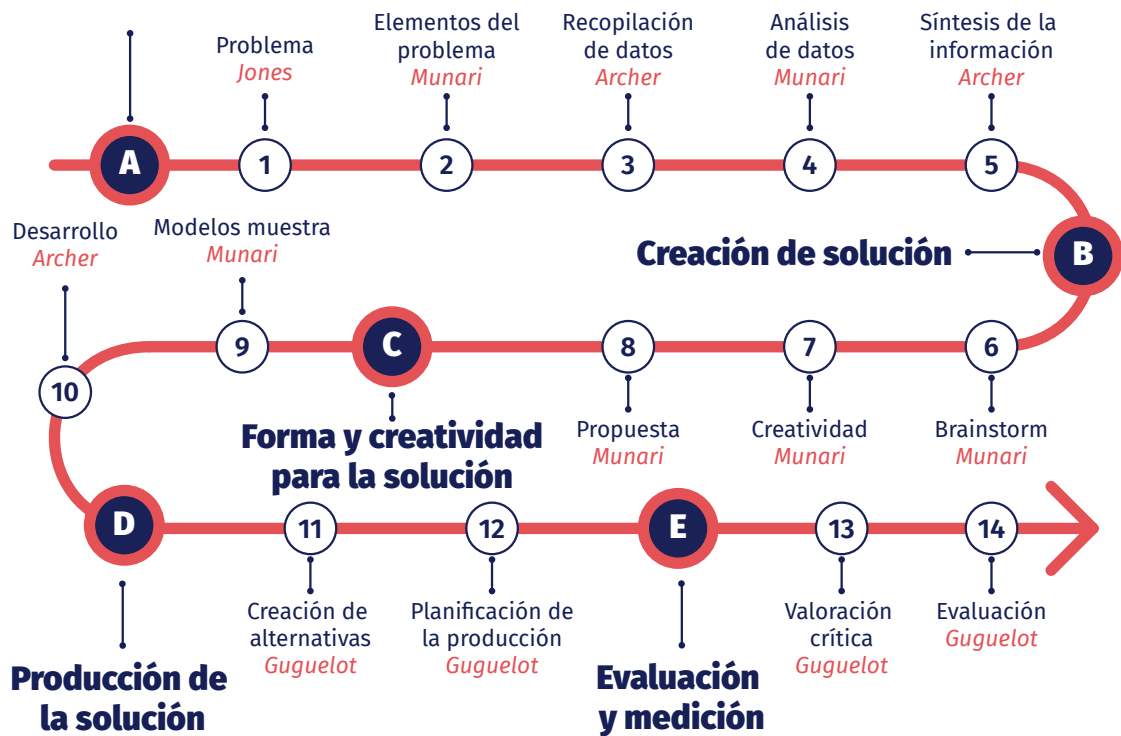 A
Problema
Jones
1
Elementos del
problema
Munari
2
Recopilación
de datos
Archer
3
Análisis
de datos
Munari
4
Síntesis de la
información
Archer
5
Creación de solución
B
Brainstorm
Munari
6
Creatividad
Munari
7
Propuesta
Munari
8
C
Forma y creatividad
para la solución
Modelos muestra
Munari
9
Desarrollo
Archer
10
D
Producción de
la solución
11
Creación de
alternativas
Guguelot
12
Planificación de
la producción
Guguelot
E
Evaluación
y medición
13
Valoración
crítica
Guguelot
14
Evaluación
Guguelot